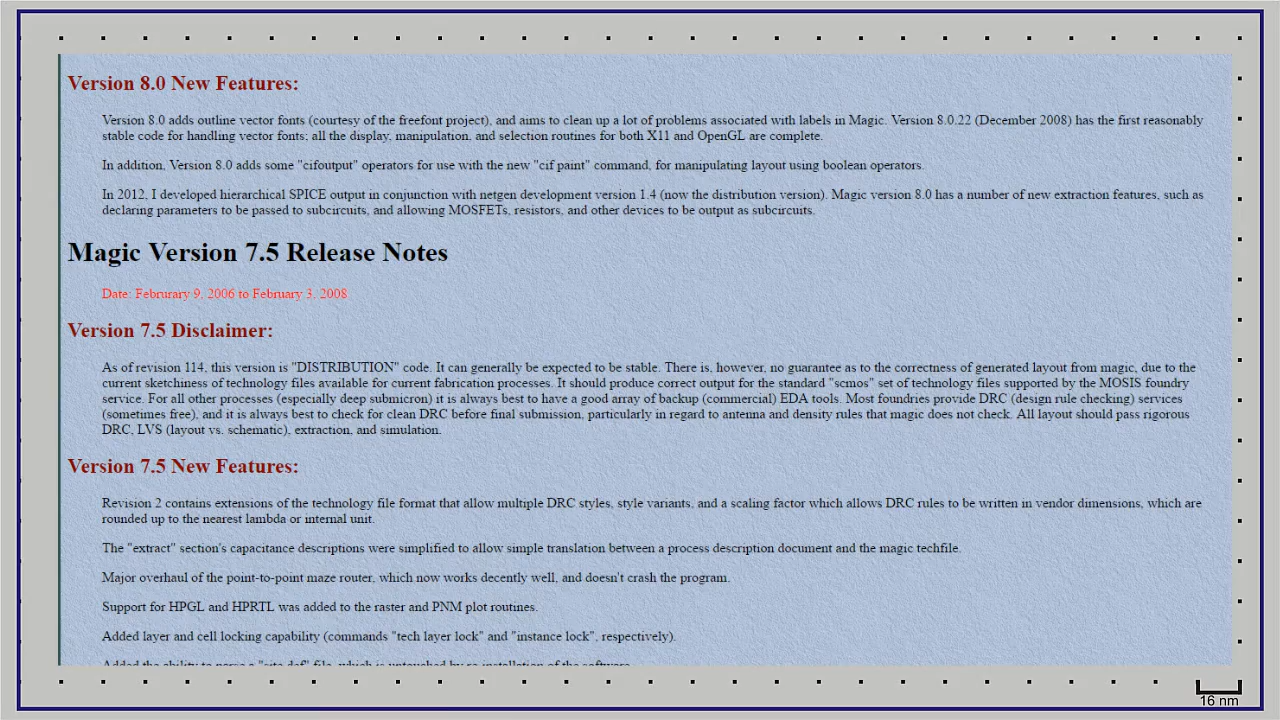 Version 8.0 New Features:
Version 8.0 adds outline vector fonts (courtesy of the freefont project), and aims to clean up a lot of problems associated with labels in Magic. Version 8.0.22 (December 2008) has the first reasonably
stable code for handling vector fonts; all the display, manipulation, and selection routines for both X11 and OpenGL are complete.
In addition, Version 8.0 adds some "cifoutput" operators for use with the new "cif paint" command, for manipulating layout using boolean operators.
In 2012, I developed hierarchical SPICE output in conjunction with netgen development version 1.4 (now the distribution version). Magic version 8.0 has a number of new extraction features, such as
declaring parameters to be passed to subcircuits, and allowing MOSFETs, resistors, and other devices to be output as subcircuits.
Magic Version 7.5 Release Notes
Date: Februrary 9, 2006 to February 3, 2008
Version 7.5 Disclaimer:
As of revision 114, this version is "DISTRIBUTION" code. It can generally be expected to be stable. There is, however, no guarantee as to the correctness of generated layout from magic, due to the
current sketchiness of technology files available for current fabrication processes. It should produce correct output for the standard "scmos" set of technology files supported by the MOSIS foundry
service. For all other processes (especially deep submicron) it is always best to have a good array of backup (commercial) EDA tools. Most foundries provide DRC (design rule checking) services
(sometimes free), and it is always best to check for clean DRC before final submission, particularly in regard to antenna and density rules that magic does not check. All layout should pass rigorous
DRC, LVS (layout vs. schematic), extraction, and simulation.
Version 7.5 New Features:
Revision 2 contains extensions of the technology file format that allow multiple DRC styles, style variants, and a scaling factor which allows DRC rules to be written in vendor dimensions, which are
rounded up to the nearest lambda or internal unit.
The "extract" section's capacitance descriptions were simplified to allow simple translation between a process description document and the magic techfile.
Major overhaul of the point-to-point maze router, which now works decently well, and doesn't crash the program.
Support for HPGL and HPRTL was added to the raster and PNM plot routines.
Added layer and cell locking capability (commands "tech layer lock" and "instance lock", respectively).
Added the ability to parse a "site.def" file, which is untouched by re-installation of the software.
16 nm